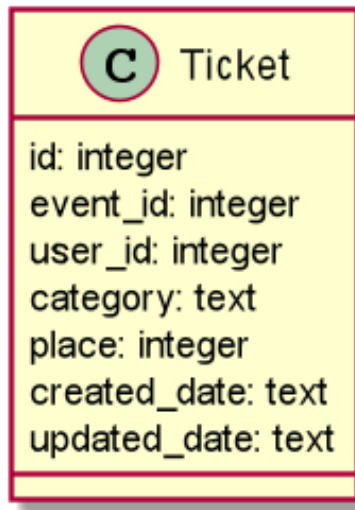 C Ticket
id: integer
event_id: integer
user_id: integer
category: text
place: integer
created_date: text
updated_date: text